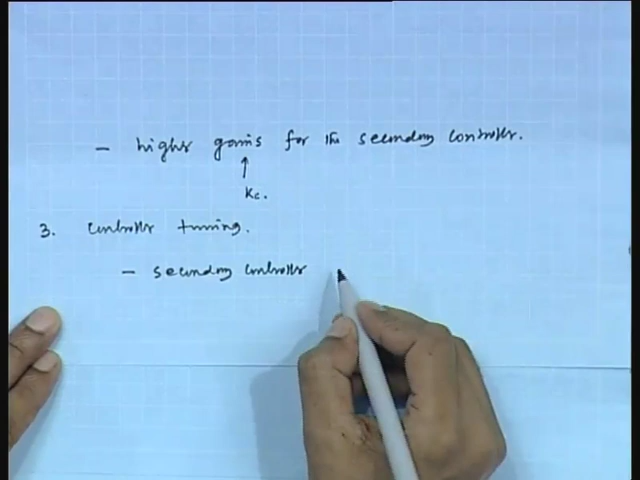 - higher gains for the secondary controller.
↑
Kc.
3. Controller tuning.
- secondary controller